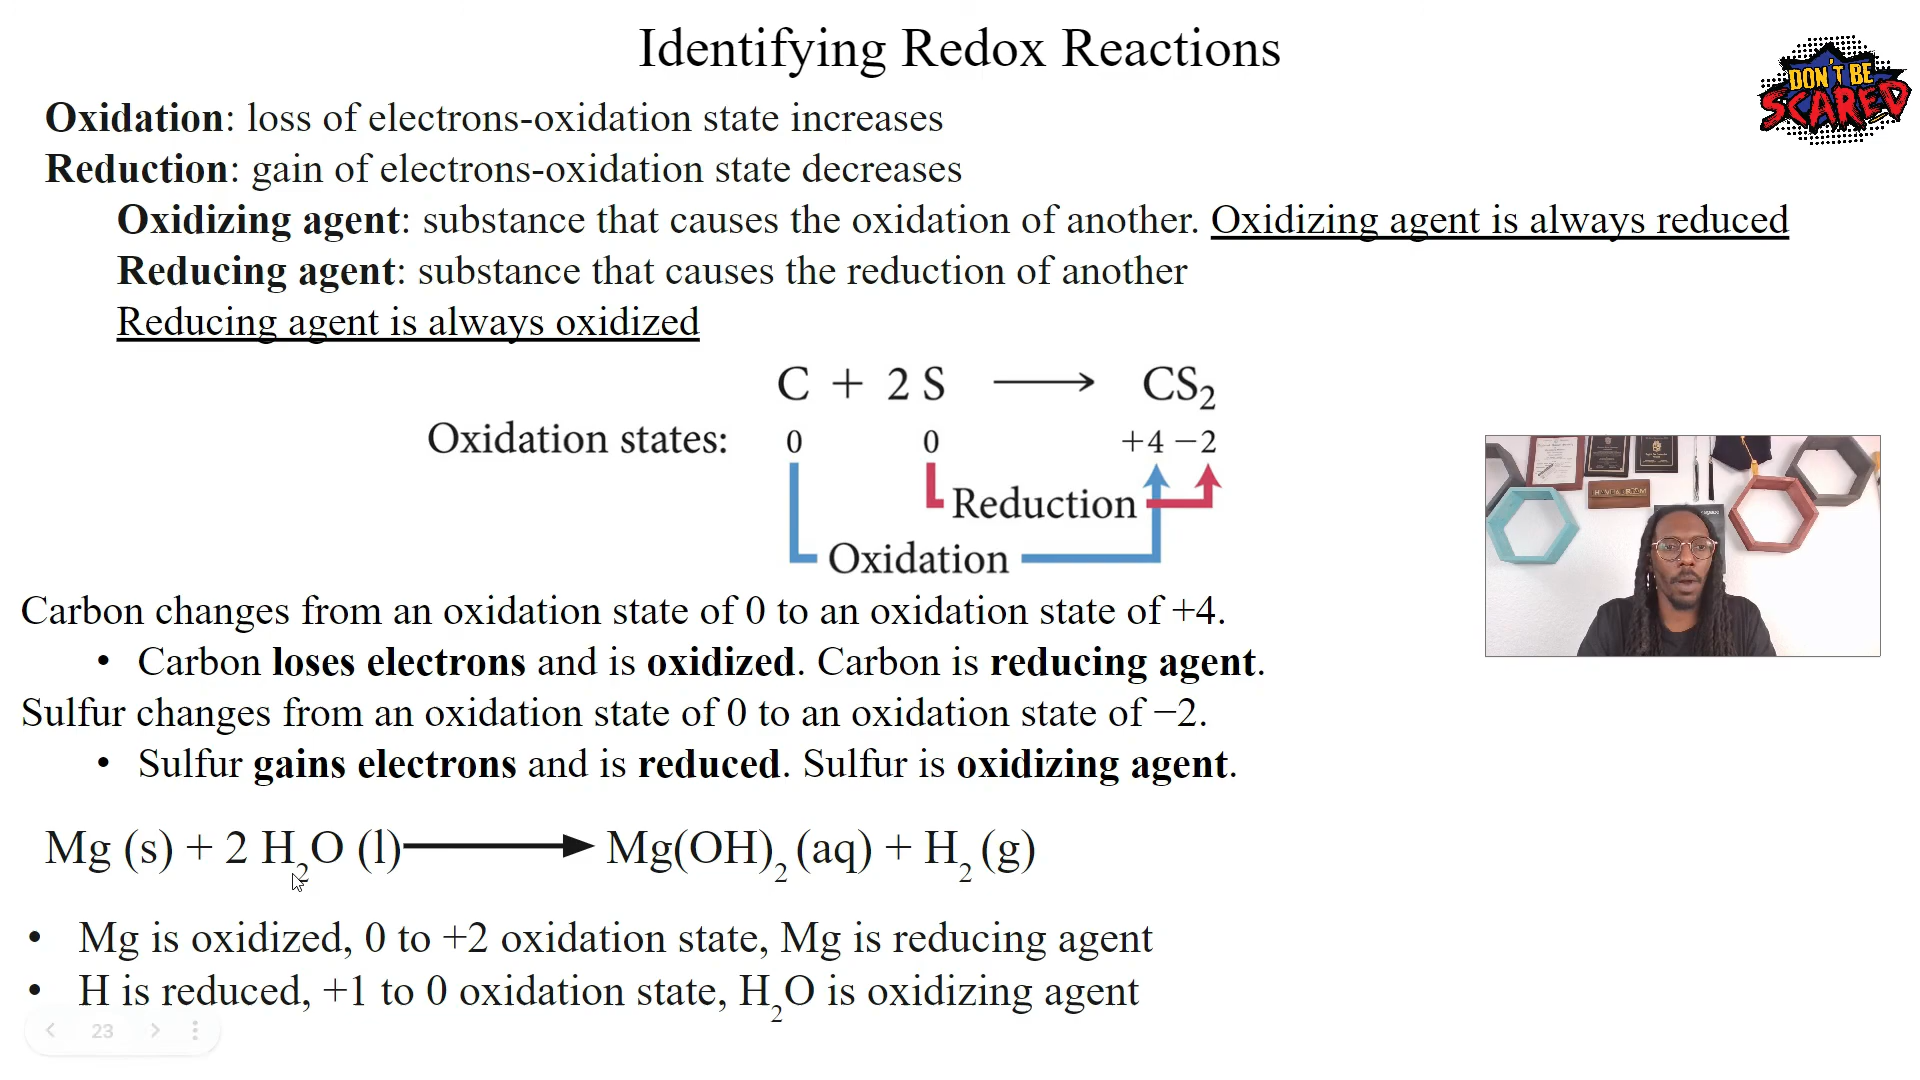 Identifying Redox Reactions
DON'T BE
SCARED
Oxidation: loss of electrons-oxidation state increases
Reduction: gain of electrons-oxidation state decreases
Oxidizing agent: substance that causes the oxidation of another. Oxidizing agent is always reduced
Reducing agent: substance that causes the reduction of another
Reducing agent is always oxidized
C + 2 S ⟶ CS₂
Oxidation states: 0 0 +4 −2
Reduction
Oxidation
Carbon changes from an oxidation state of 0 to an oxidation state of +4.
• Carbon loses electrons and is oxidized. Carbon is reducing agent.
Sulfur changes from an oxidation state of 0 to an oxidation state of −2.
• Sulfur gains electrons and is reduced. Sulfur is oxidizing agent.
Mg (s) + 2 H₂O (l) ⟶ Mg(OH)₂ (aq) + H₂ (g)
• Mg is oxidized, 0 to +2 oxidation state, Mg is reducing agent
• H is reduced, +1 to 0 oxidation state, H₂O is oxidizing agent
23